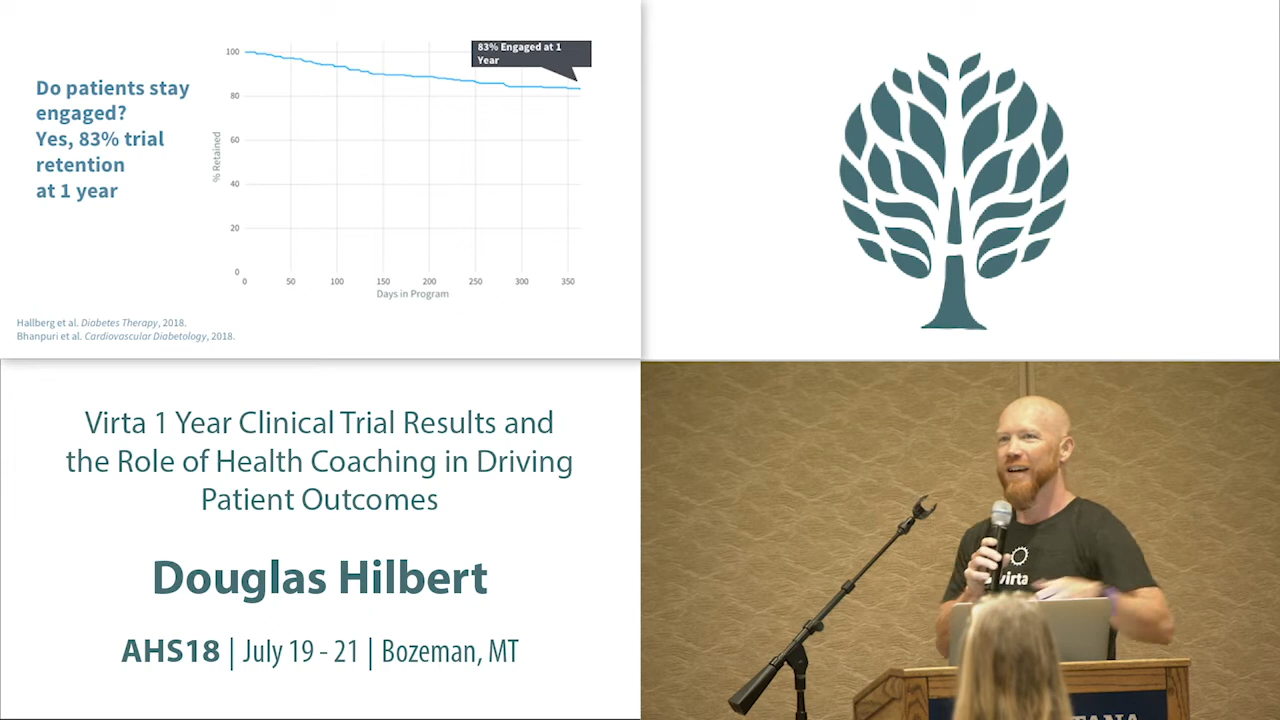 Do patients stay
engaged?
Yes, 83% trial
retention
at 1 year
83% Engaged at 1
Year
% Retained
100
80
60
40
20
0
0 50 100 150 200 250 300 350
Days in Program
Hallberg et al. Diabetes Therapy, 2018.
Bhanpuri et al. Cardiovascular Diabetology, 2018.
Virta 1 Year Clinical Trial Results and
the Role of Health Coaching in Driving
Patient Outcomes
Douglas Hilbert
AHS18 | July 19 - 21 | Bozeman, MT
virta
TANA